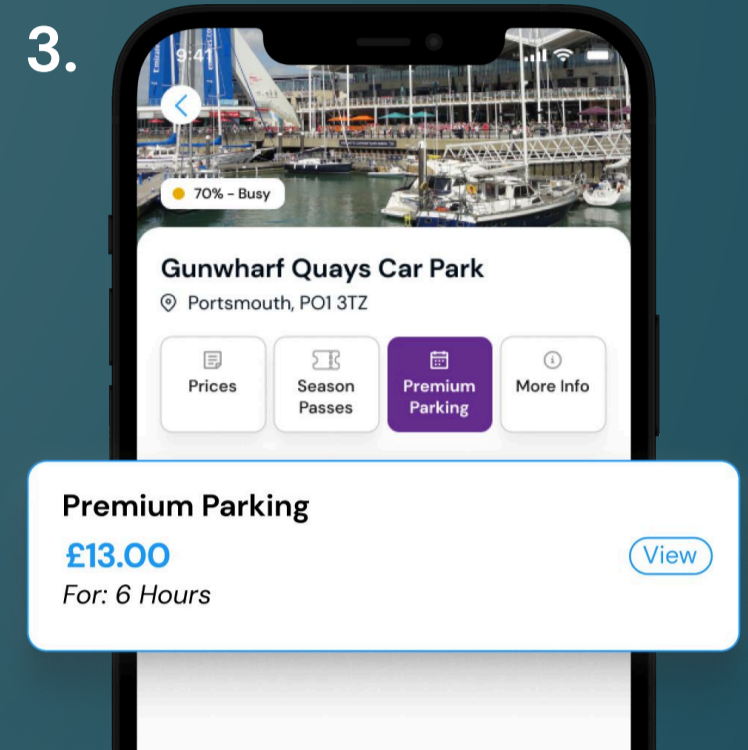 3.
9:41
70% - Busy
Gunwharf Quays Car Park
Portsmouth, PO1 3TZ
Prices
Season
Passes
Premium
Parking
More Info
Premium Parking
£13.00
View
For: 6 Hours